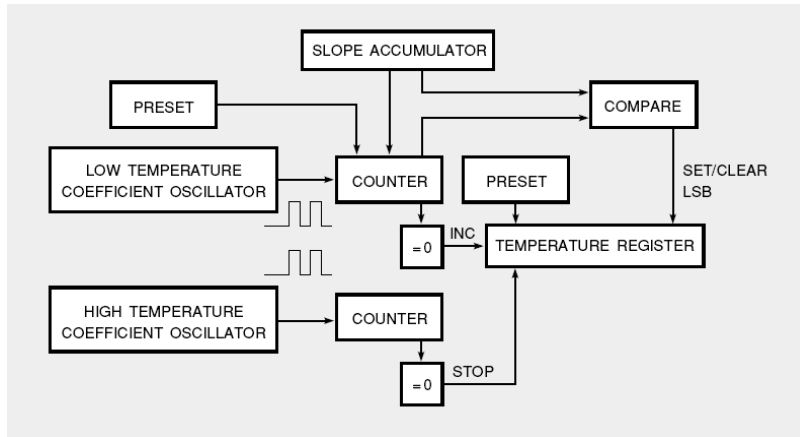 SLOPE ACCUMULATOR
PRESET
COMPARE
LOW TEMPERATURE
COEFFICIENT OSCILLATOR
COUNTER
PRESET
SET/CLEAR
LSB
=0
INC
TEMPERATURE REGISTER
HIGH TEMPERATURE
COEFFICIENT OSCILLATOR
COUNTER
=0
STOP